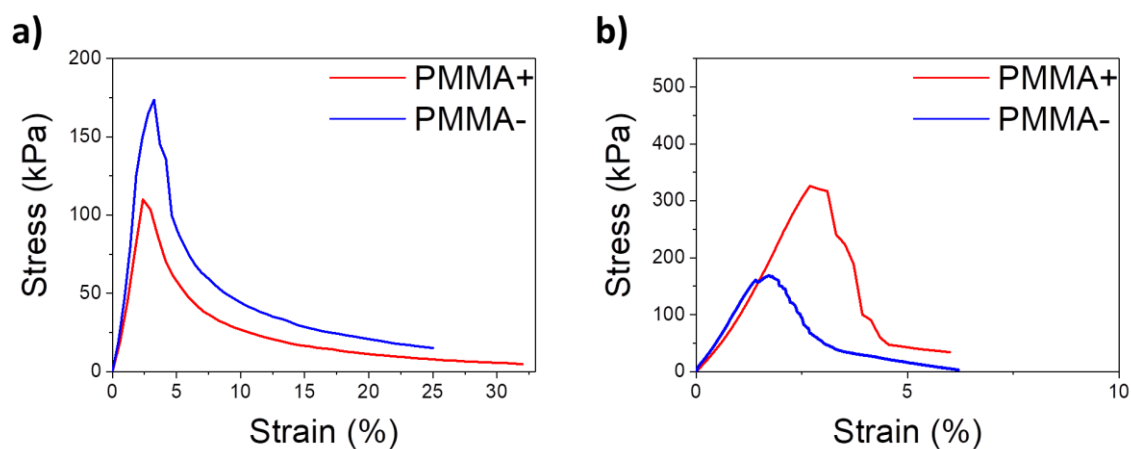 a)
200
150
100
50
0
Stress (kPa)
PMMA+
PMMA-
0 5 10 15 20 25 30
Strain (%)
b)
500
400
300
200
100
0
Stress (kPa)
PMMA+
PMMA-
0 5 10
Strain (%)